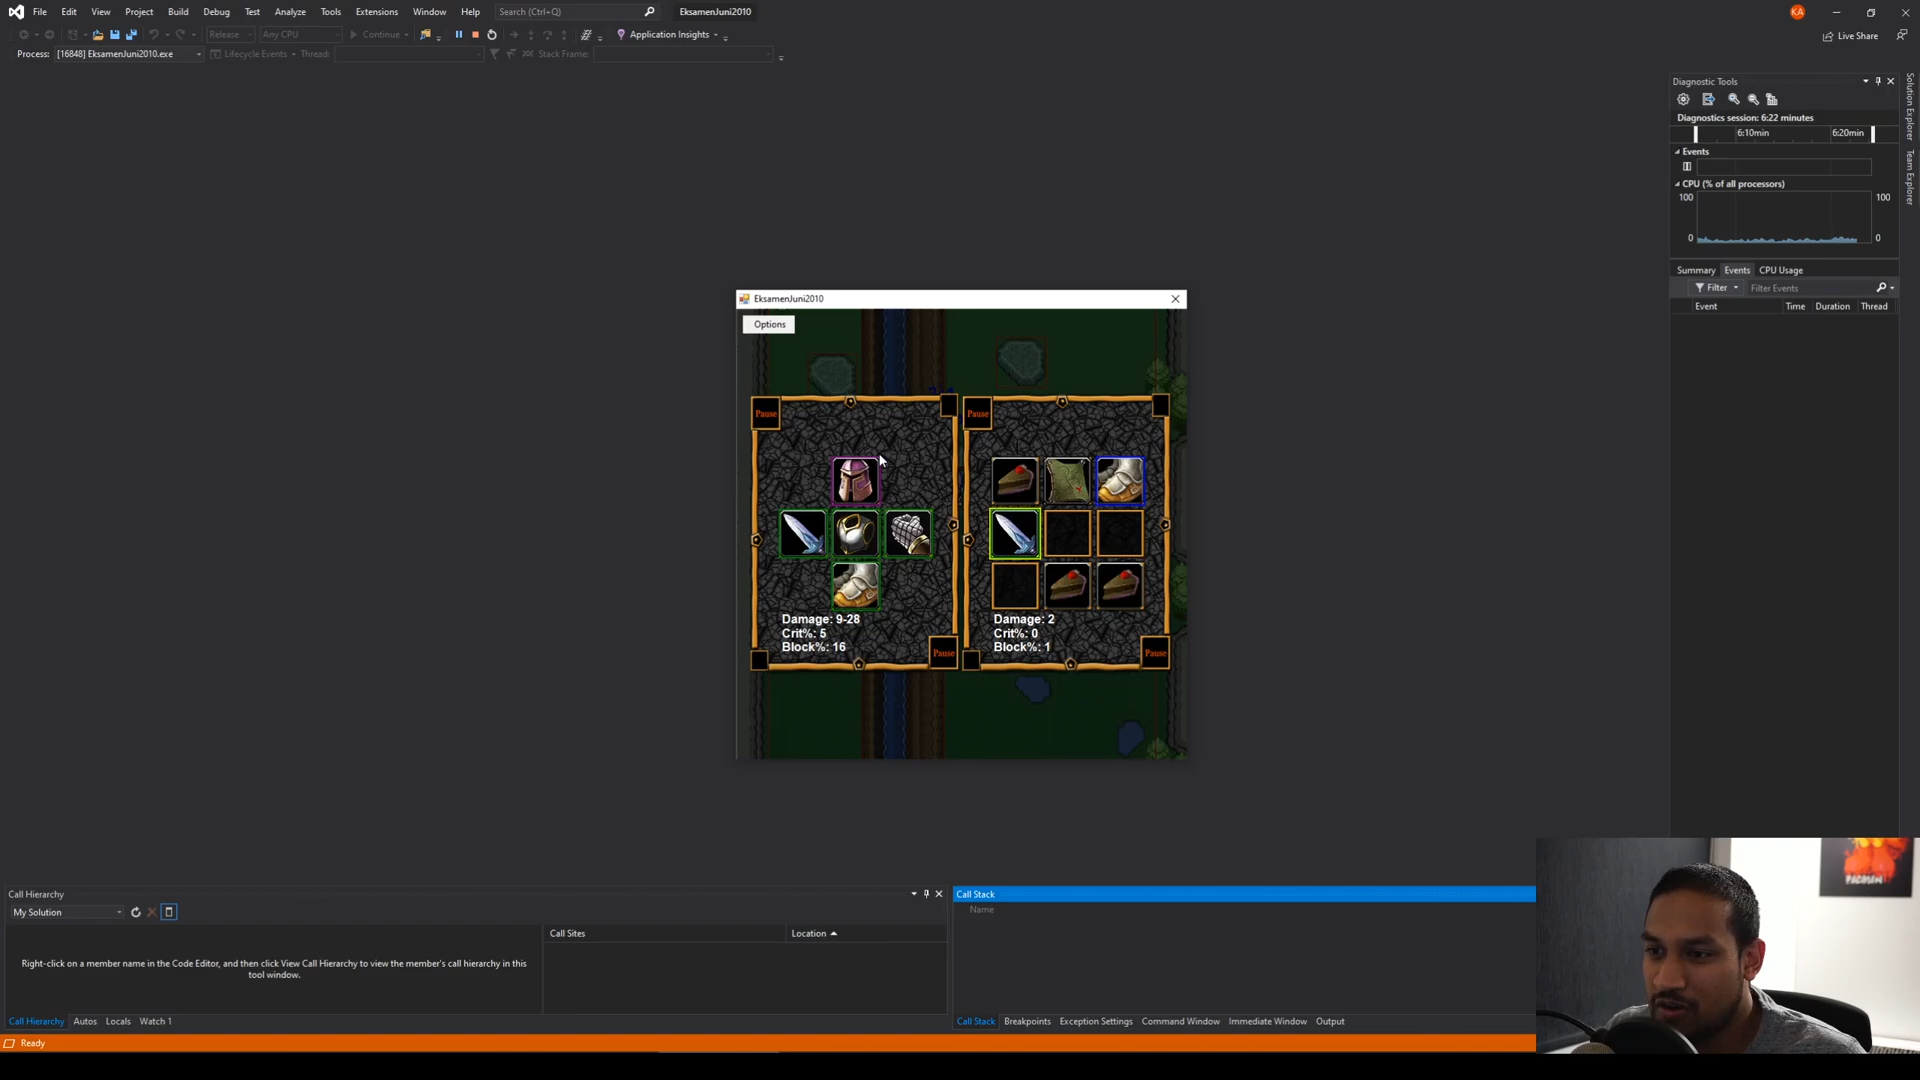 File Edit View Project Build Debug Test Analyze Tools Extensions Window Help Search (Ctrl+Q) EksamenJuni2010 KA
Release Any CPU Continue Application Insights Live Share
Process: [16848] EksamenJuni2010.exe Lifecycle Events Thread: Stack Frame:
Diagnostic Tools
Diagnostics session: 6:22 minutes
6:10min 6:20min
Events
CPU (% of all processors)
100 100
0 0
Summary Events CPU Usage
Filter Filter Events
Event Time Duration Thread
Solution Explorer
Team Explorer
EksamenJuni2010
Options
Pause Pause
Damage: 9-28
Crit%: 5
Block%: 16
Pause
Damage: 2
Crit%: 0
Block%: 1
Pause
Call Hierarchy
My Solution
Call Sites Location
Right-click on a member name in the Code Editor, and then click View Call Hierarchy to view the member's call hierarchy in this
tool window.
Call Hierarchy Autos Locals Watch 1
Call Stack
Name
Call Stack Breakpoints Exception Settings Command Window Immediate Window Output
Ready